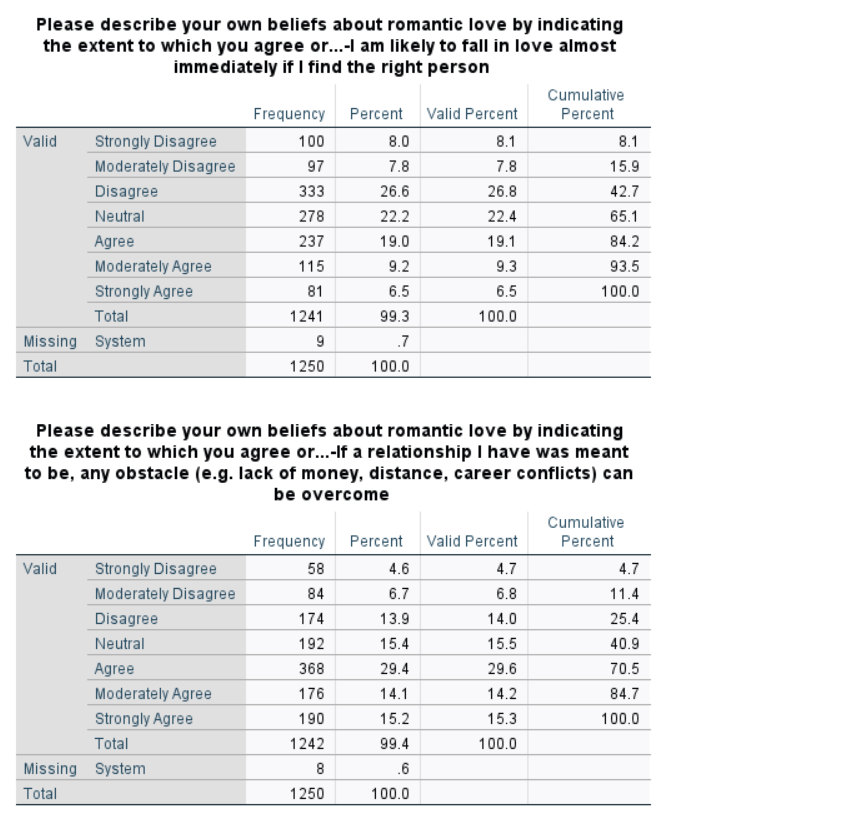 Please describe your own beliefs about romantic love by indicating
the extent to which you agree or...-I am likely to fall in love almost
immediately if I find the right person
Frequency Percent Valid Percent Cumulative Percent
Valid Strongly Disagree 100 8.0 8.1 8.1
Moderately Disagree 97 7.8 7.8 15.9
Disagree 333 26.6 26.8 42.7
Neutral 278 22.2 22.4 65.1
Agree 237 19.0 19.1 84.2
Moderately Agree 115 9.2 9.3 93.5
Strongly Agree 81 6.5 6.5 100.0
Total 1241 99.3 100.0
Missing System 9 .7
Total 1250 100.0
Please describe your own beliefs about romantic love by indicating
the extent to which you agree or...-If a relationship I have was meant
to be, any obstacle (e.g. lack of money, distance, career conflicts) can
be overcome
Frequency Percent Valid Percent Cumulative Percent
Valid Strongly Disagree 58 4.6 4.7 4.7
Moderately Disagree 84 6.7 6.8 11.4
Disagree 174 13.9 14.0 25.4
Neutral 192 15.4 15.5 40.9
Agree 368 29.4 29.6 70.5
Moderately Agree 176 14.1 14.2 84.7
Strongly Agree 190 15.2 15.3 100.0
Total 1242 99.4 100.0
Missing System 8 .6
Total 1250 100.0